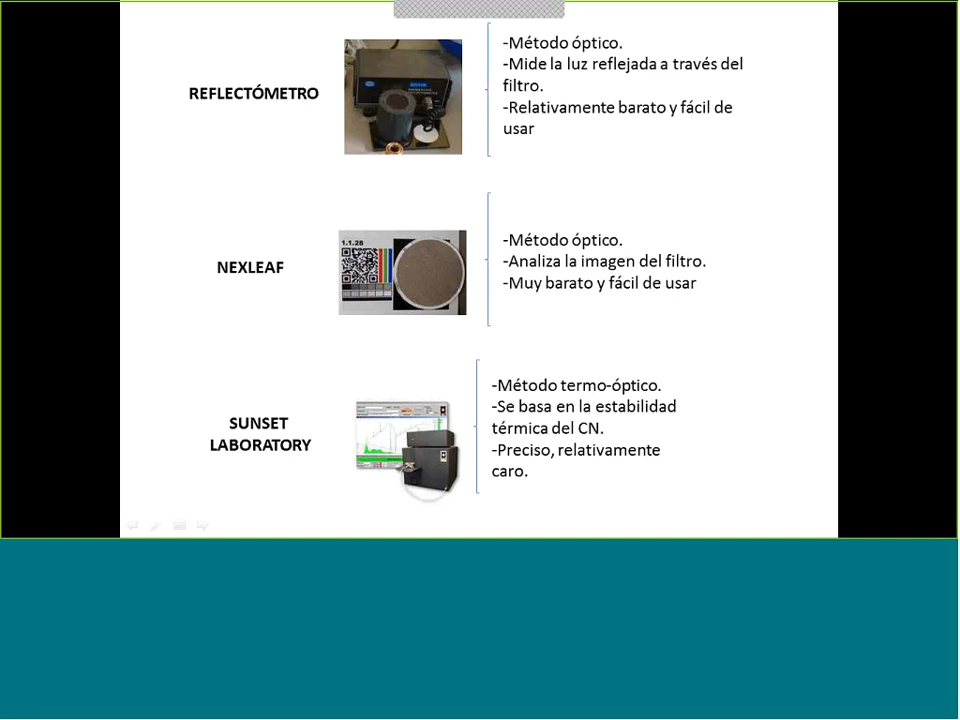 REFLECTÓMETRO
-Método óptico.
-Mide la luz reflejada a través del
filtro.
-Relativamente barato y fácil de
usar
NEXLEAF
1.1.28
-Método óptico.
-Analiza la imagen del filtro.
-Muy barato y fácil de usar
SUNSET
LABORATORY
-Método termo-óptico.
-Se basa en la estabilidad
térmica del CN.
-Preciso, relativamente
caro.